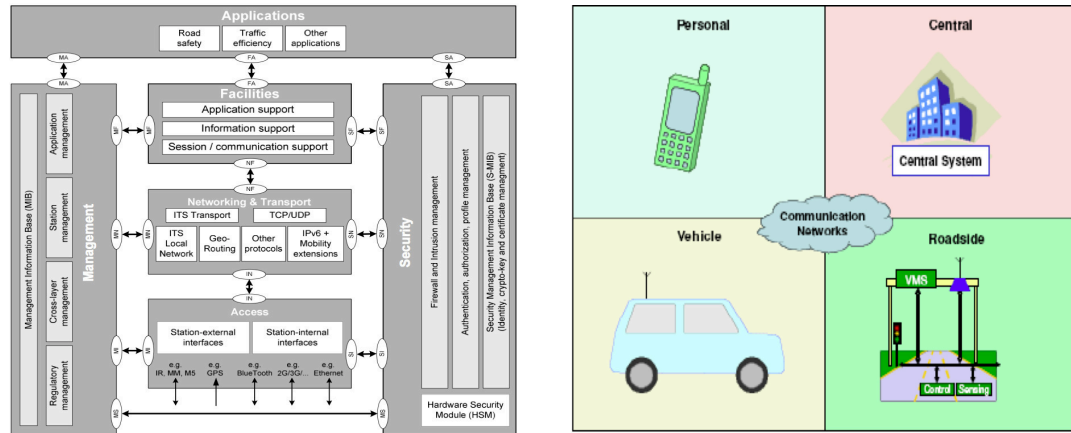 Applications
Road
safety
Traffic
efficiency
Other
applications
MA
FA
SA
MA
FA
SA
Management Information Base (MIB)
Application
management
Station
management
Cross-layer management
Regulatory
management
Management
MF
MN
MI
MS
Facilities
Application support
Information support
Session / communication support
MF
SF
NF
NF
Networking & Transport
ITS Transport
TCP/UDP
ITS
Local
Network
Geo-
Routing
Other
protocols
IPv6 +
Mobility
extensions
MN
SN
IN
IN
Access
Station-external
interfaces
Station-internal
interfaces
MI
SI
e.g.
IR, MM, M5
e.g.
GPS
e.g.
BlueTooth
e.g.
2G/3G/...
e.g.
Ethernet
SF
SN
SI
MS
Security
Firewall and Intrusion management
Authentication, authorization, profile management
Security Management Information Base (S-MIB)
(Identity, crypto-key and certificate managment)
Hardware Security
Module (HSM)
Personal
Central
Central System
Communication
Networks
Vehicle
Roadside
VMS
Control
Sensing